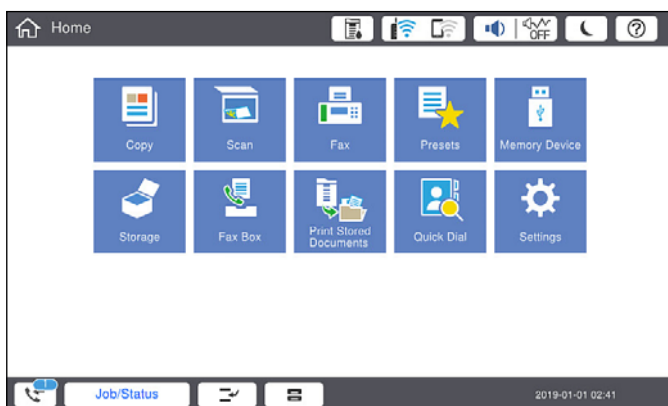 Home
OFF
Copy
Scan
Fax
Presets
Memory Device
Storage
Fax Box
Print Stored
Documents
Quick Dial
Settings
1
Job/Status
2019-01-01 02:41